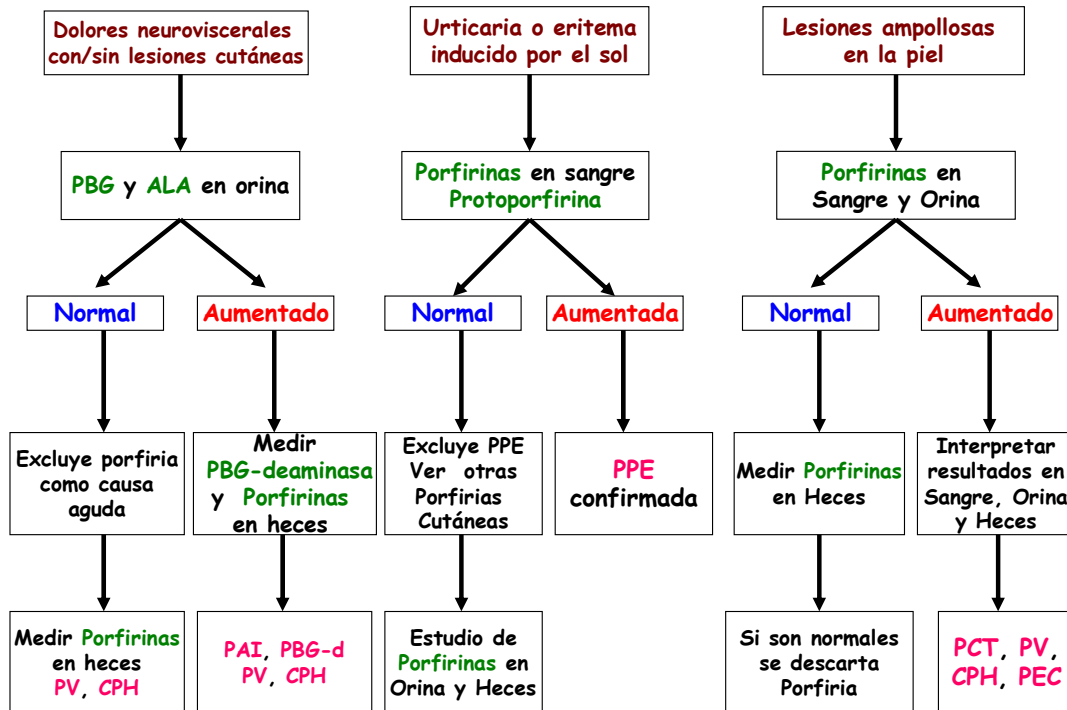 Dolores neuroviscerales
con/sin lesiones cutáneas
PBG y ALA en orina
Normal
Aumentado
Excluye porfiria
como causa
aguda
Medir
PBG-deaminasa
y Porfirinas
en heces
Medir Porfirinas
en heces
PV, CPH
PAI, PBG-d
PV, CPH
Urticaria o eritema
inducido por el sol
Porfirinas en sangre
Protoporfirina
Normal
Aumentada
Excluye PPE
Ver otras
Porfirias
Cutáneas
PPE
confirmada
Estudio de
Porfirinas en
Orina y Heces
Lesiones ampollosas
en la piel
Porfirinas en
Sangre y Orina
Normal
Aumentado
Medir Porfirinas
en Heces
Interpretar
resultados en
Sangre, Orina
y Heces
Si son normales
se descarta
Porfiria
PCT, PV,
CPH, PEC